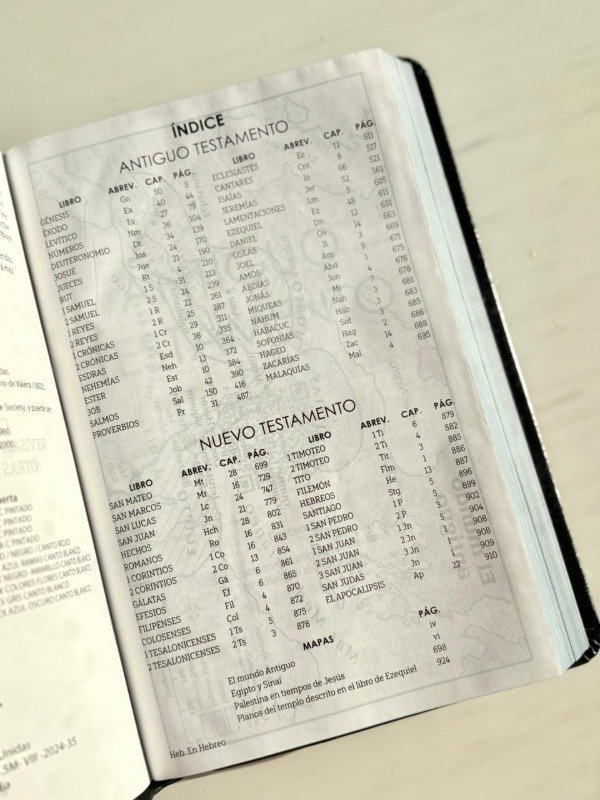 ÍNDICE
ANTIGUO TESTAMENTO
LIBRO ABREV. CAP. PÁG.
GÉNESIS Gn 50 3
ÉXODO Ex 40 44
LEVÍTICO Lv 27 79
NÚMEROS Nm 36 104
DEUTERONOMIO Dt 34 139
JOSUÉ Jos 24 170
JUECES Jue 21 190
RUT Rt 4 210
1 SAMUEL 1 S 31 213
2 SAMUEL 2 S 24 239
1 REYES 1 R 22 261
2 REYES 2 R 25 287
1 CRÓNICAS 1 Cr 29 311
2 CRÓNICAS 2 Cr 36 335
ESDRAS Esd 10 364
NEHEMÍAS Neh 13 372
ESTER Est 10 384
JOB Job 42 390
SALMOS Sal 150 416
PROVERBIOS Pr 31 487
LIBRO ABREV. CAP. PÁG.
ECLESIASTÉS Ec 12 511
CANTARES Cnt 8 517
ISAÍAS Is 66 521
JEREMÍAS Jer 52 561
LAMENTACIONES Lm 5 605
EZEQUIEL Ez 48 611
DANIEL Dn 12 651
OSEAS Os 14 663
JOEL Jl 3 669
AMÓS Am 9 671
ABDÍAS Abd 1 675
JONÁS Jon 4 676
MIQUEAS Mi 7 678
NAHÚM Nah 3 681
HABACUC Hab 3 683
SOFONÍAS Sof 3 685
HAGEO Hag 2 686
ZACARÍAS Zac 14 688
MALAQUÍAS Mal 4 695
NUEVO TESTAMENTO
LIBRO ABREV. CAP. PÁG.
SAN MATEO Mt 28 699
SAN MARCOS Mr 16 729
SAN LUCAS Lc 24 747
SAN JUAN Jn 21 779
HECHOS Hch 28 802
ROMANOS Ro 16 831
1 CORINTIOS 1 Co 16 843
2 CORINTIOS 2 Co 13 854
GÁLATAS Gá 6 861
EFESIOS Ef 6 865
FILIPENSES Fil 4 870
COLOSENSES Col 4 872
1 TESALONICENSES 1 Ts 5 875
2 TESALONICENSES 2 Ts 3 878
LIBRO ABREV. CAP. PÁG.
1 TIMOTEO 1 Ti 6 879
2 TIMOTEO 2 Ti 4 882
TITO Tit 3 885
FILEMÓN Flm 1 886
HEBREOS He 13 887
SANTIAGO Stg 5 896
1 SAN PEDRO 1 P 5 899
2 SAN PEDRO 2 P 3 902
1 SAN JUAN 1 Jn 5 904
2 SAN JUAN 2 Jn 1 908
3 SAN JUAN 3 Jn 1 908
SAN JUDAS 1 909
EL APOCALIPSIS Ap 22 910
MAPAS PÁG.
El mundo Antiguo iv
Egipto y Sinaí vi
Palestina en tiempos de Jesús 698
Planos del templo descrito en el libro de Ezequiel 924
Heb. En Hebreo